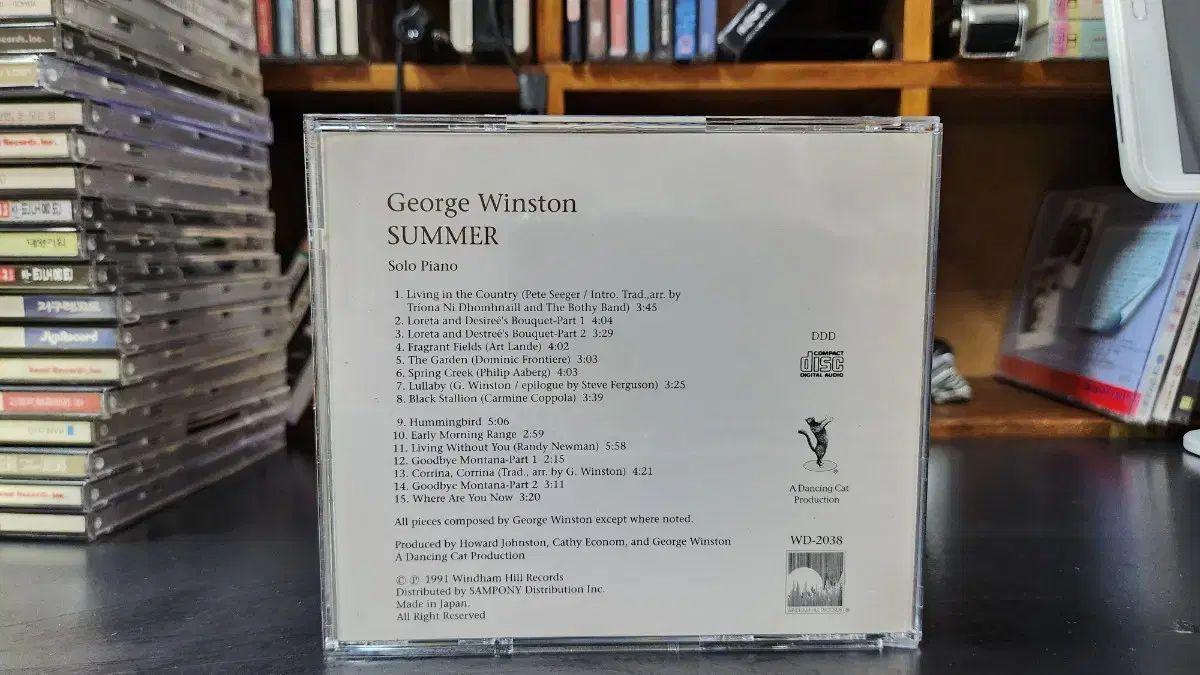 George Winston
SUMMER
Solo Piano
1. Living in the Country (Pete Seeger / Intro. Trad.,arr. by
Triona Ni Dhomhnaill and The Bothy Band) 3:45
2. Loreta and Desireé's Bouquet-Part 1 4:04
3. Loreta and Destreé's Bouquet-Part 2 3:29
4. Fragrant Fields (Art Lande) 4:02
5. The Garden (Dominic Frontiere) 3:03
6. Spring Creek (Philip Aaberg) 4:03
7. Lullaby (G. Winston / epilogue by Steve Ferguson) 3:25
8. Black Stallion (Carmine Coppola) 3:39
9. Hummingbird 5:06
10. Early Morning Range 2:59
11. Living Without You (Randy Newman) 5:58
12. Goodbye Montana-Part 1 2:15
13. Corrina, Corrina (Trad., arr. by G. Winston) 4:21
14. Goodbye Montana-Part 2 3:11
15. Where Are You Now 3:20
All pieces composed by George Winston except where noted.
Produced by Howard Johnston, Cathy Econom, and George Winston
A Dancing Cat Production
© ℗ 1991 Windham Hill Records
Distributed by SAMPONY Distribution Inc.
Made in Japan.
All Right Reserved
DDD
COMPACT
disc
DIGITAL AUDIO
A Dancing Cat
Production
WD-2038
WINDHAM HILL RECORDS